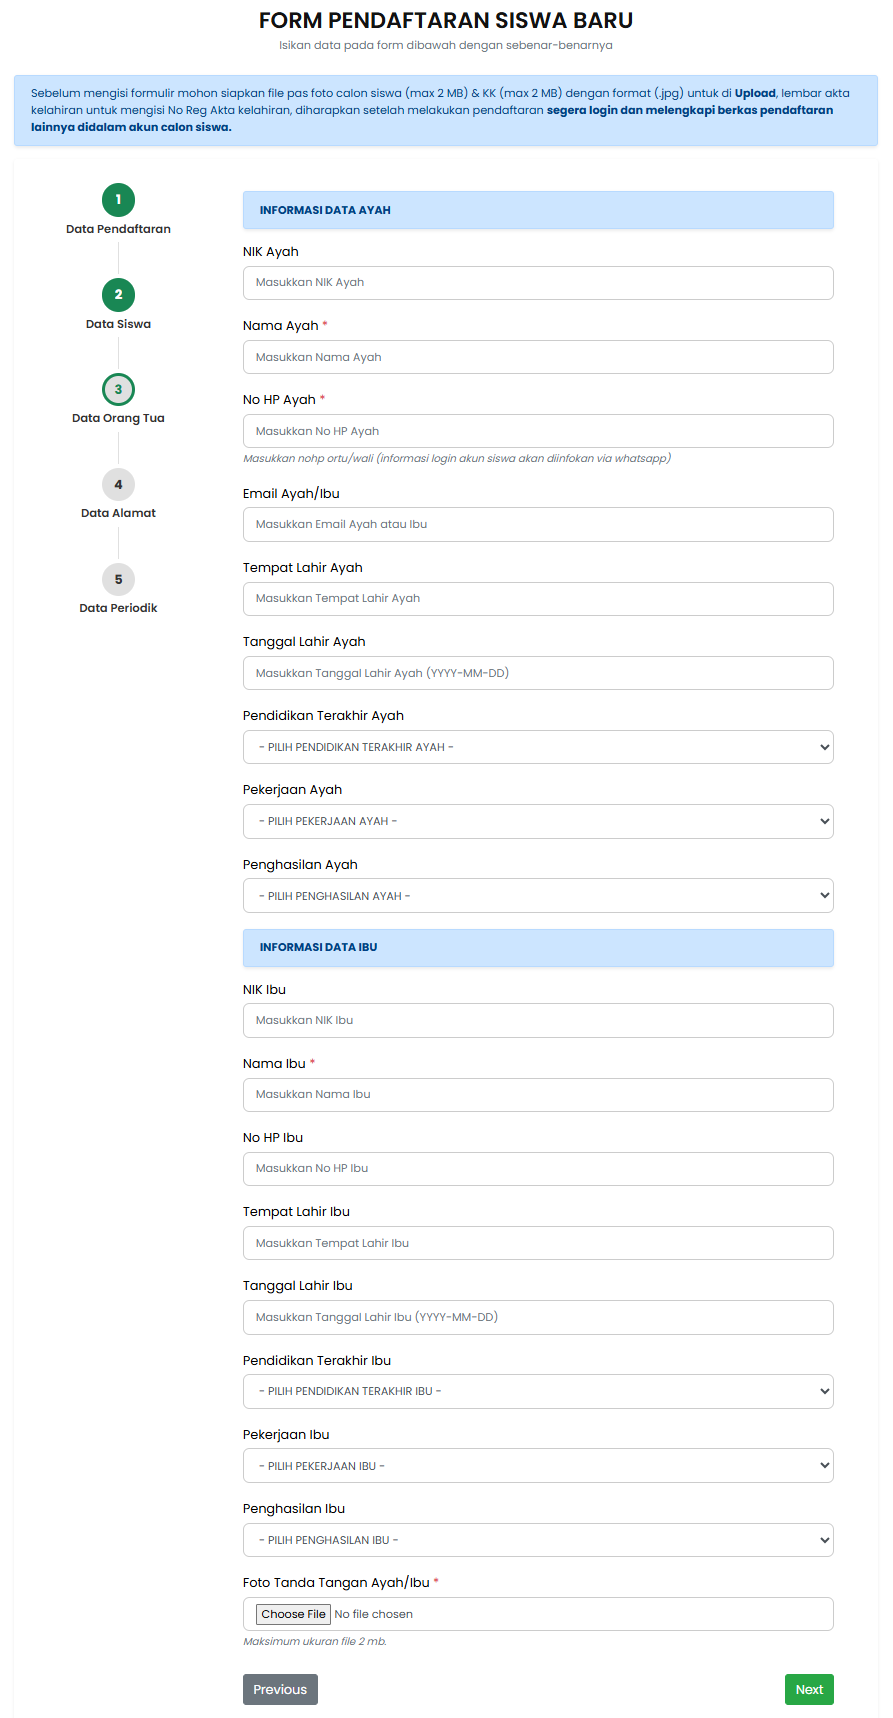 FORM PENDAFTARAN SISWA BARU
Isikan data pada form dibawah dengan sebenar-benarnya
Sebelum mengisi formulir mohon siapkan file pas foto calon siswa (max 2 MB) & KK (max 2 MB) dengan format (.jpg) untuk di Upload, lembar akta
kelahiran untuk mengisi No Reg Akta kelahiran, diharapkan setelah melakukan pendaftaran segera login dan melengkapi berkas pendaftaran
lainnya didalam akun calon siswa.
1
Data Pendaftaran
2
Data Siswa
3
Data Orang Tua
4
Data Alamat
5
Data Periodik
INFORMASI DATA AYAH
NIK Ayah
Masukkan NIK Ayah
Nama Ayah *
Masukkan Nama Ayah
No HP Ayah *
Masukkan No HP Ayah
Masukkan nohp ortu/wali (informasi login akun siswa akan diinfokan via whatsapp)
Email Ayah/Ibu
Masukkan Email Ayah atau Ibu
Tempat Lahir Ayah
Masukkan Tempat Lahir Ayah
Tanggal Lahir Ayah
Masukkan Tanggal Lahir Ayah (YYYY-MM-DD)
Pendidikan Terakhir Ayah
- PILIH PENDIDIKAN TERAKHIR AYAH -
Pekerjaan Ayah
- PILIH PEKERJAAN AYAH -
Penghasilan Ayah
- PILIH PENGHASILAN AYAH -
INFORMASI DATA IBU
NIK Ibu
Masukkan NIK Ibu
Nama Ibu *
Masukkan Nama Ibu
No HP Ibu
Masukkan No HP Ibu
Tempat Lahir Ibu
Masukkan Tempat Lahir Ibu
Tanggal Lahir Ibu
Masukkan Tanggal Lahir Ibu (YYYY-MM-DD)
Pendidikan Terakhir Ibu
- PILIH PENDIDIKAN TERAKHIR IBU -
Pekerjaan Ibu
- PILIH PEKERJAAN IBU -
Penghasilan Ibu
- PILIH PENGHASILAN IBU -
Foto Tanda Tangan Ayah/Ibu *
Choose File No file chosen
Maksimum ukuran file 2 mb.
Previous
Next